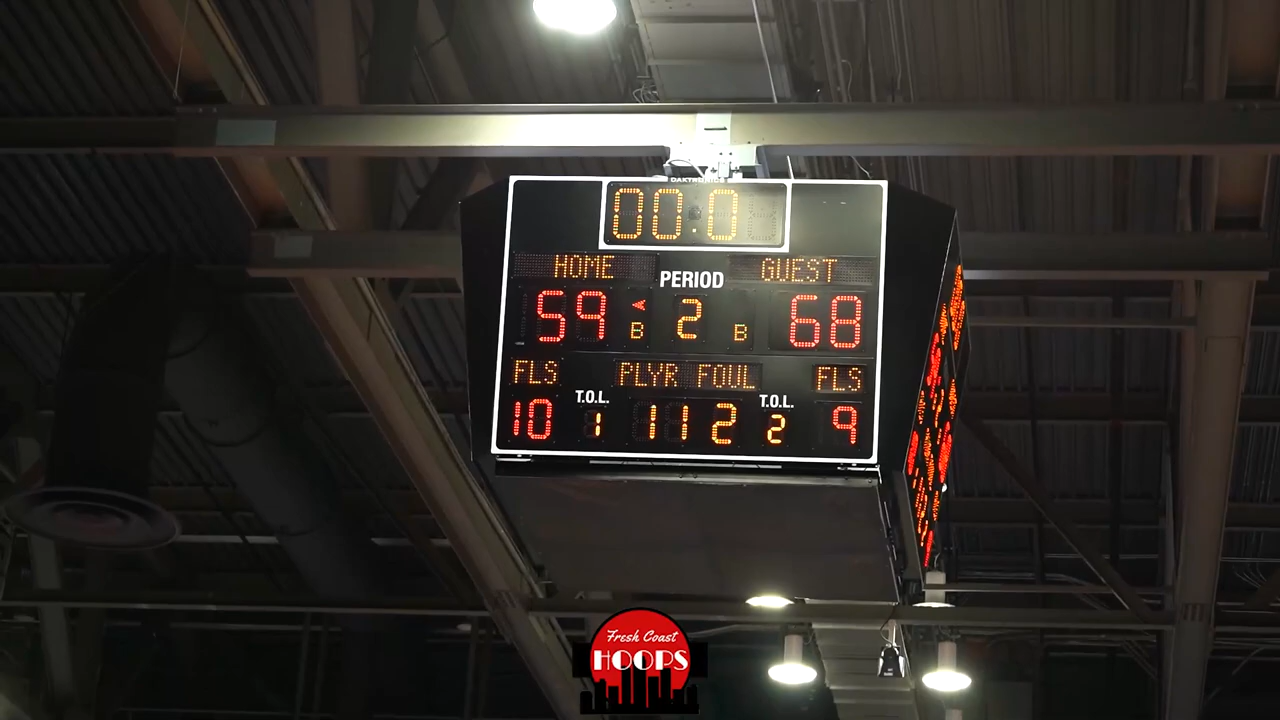 DAKTRONICS
00.0
HOME PERIOD GUEST
59 B 2 B 68
FLS PLYR FOUL FLS
T.O.L. T.O.L.
10 1 11 2 2 9
Fresh Coast
HOOPS